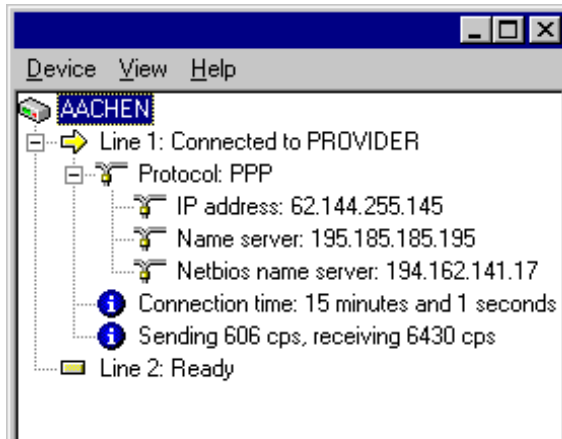 Device View Help
AACHEN
Line 1: Connected to PROVIDER
Protocol: PPP
IP address: 62.144.255.145
Name server: 195.185.185.195
Netbios name server: 194.162.141.17
Connection time: 15 minutes and 1 seconds
Sending 606 cps, receiving 6430 cps
Line 2: Ready